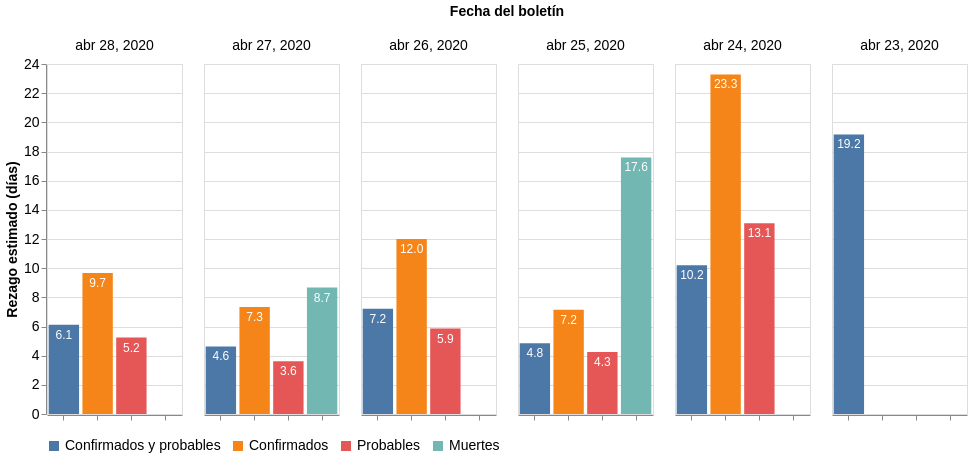 Fecha del boletín
abr 28, 2020
abr 27, 2020
abr 26, 2020
abr 25, 2020
abr 24, 2020
abr 23, 2020
Rezago estimado (días)
24
22
20
18
16
14
12
10
8
6
4
2
0
6.1
9.7
5.2
4.6
7.3
3.6
8.7
7.2
12.0
5.9
4.8
7.2
4.3
17.6
10.2
23.3
13.1
19.2
Confirmados y probables
Confirmados
Probables
Muertes